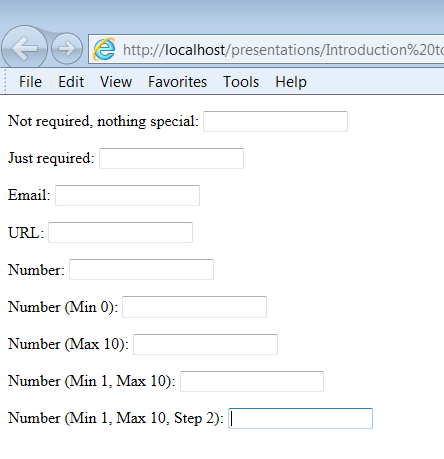 http://localhost/presentations/Introduction%20to
File Edit View Favorites Tools Help
Not required, nothing special:
Just required:
Email:
URL:
Number:
Number (Min 0):
Number (Max 10):
Number (Min 1, Max 10):
Number (Min 1, Max 10, Step 2):